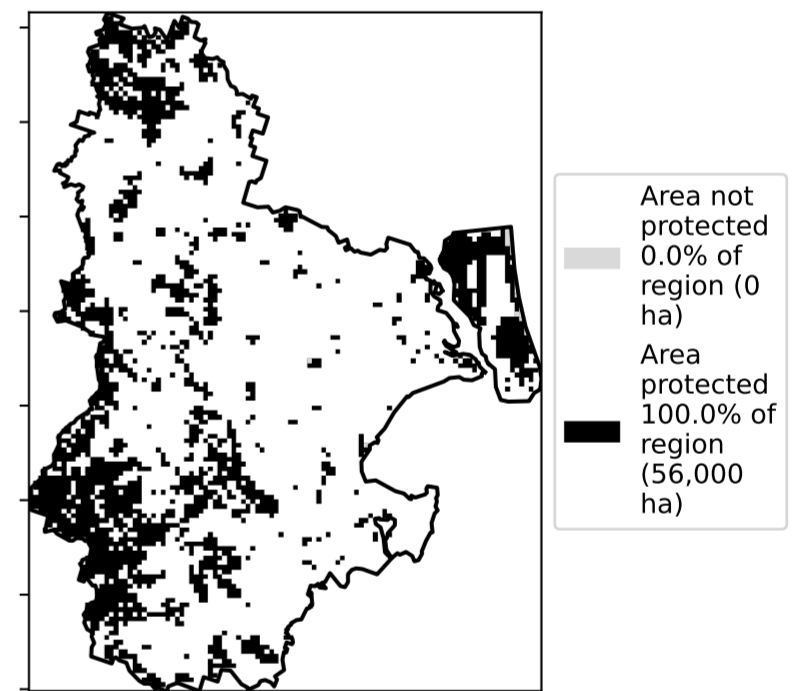 Area not
protected
0.0% of
region (0
ha)
Area
protected
100.0% of
region
(56,000
ha)